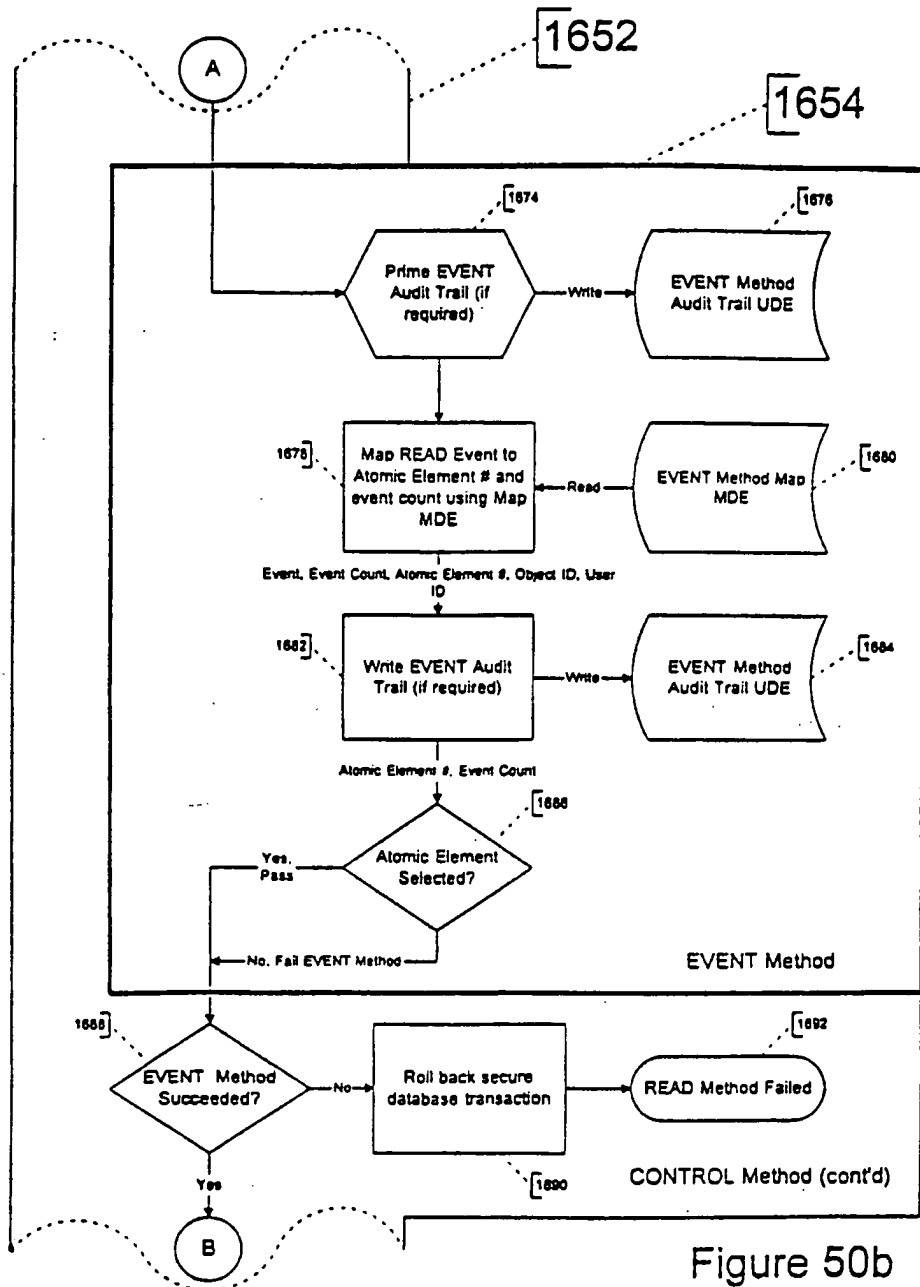 1652
A
1654
1674
1676
Prime EVENT
Audit Trail (if
required)
Write
EVENT Method
Audit Trail UDE
1678
Map READ Event to
Atomic Element # and
event count using Map
MDE
Read
EVENT Method Map
MDE
1680
Event, Event Count, Atomic Element #, Object ID, User
ID
1682
Write EVENT Audit
Trail (if required)
Write
EVENT Method
Audit Trail UDE
1684
Atomic Element #, Event Count
1686
Atomic Element
Selected?
Yes,
Pass
No, Fail EVENT Method
EVENT Method
1688
EVENT Method
Succeeded?
No
Roll back secure
database transaction
1692
READ Method Failed
1690
CONTROL Method (cont'd)
Yes
B
Figure 50b